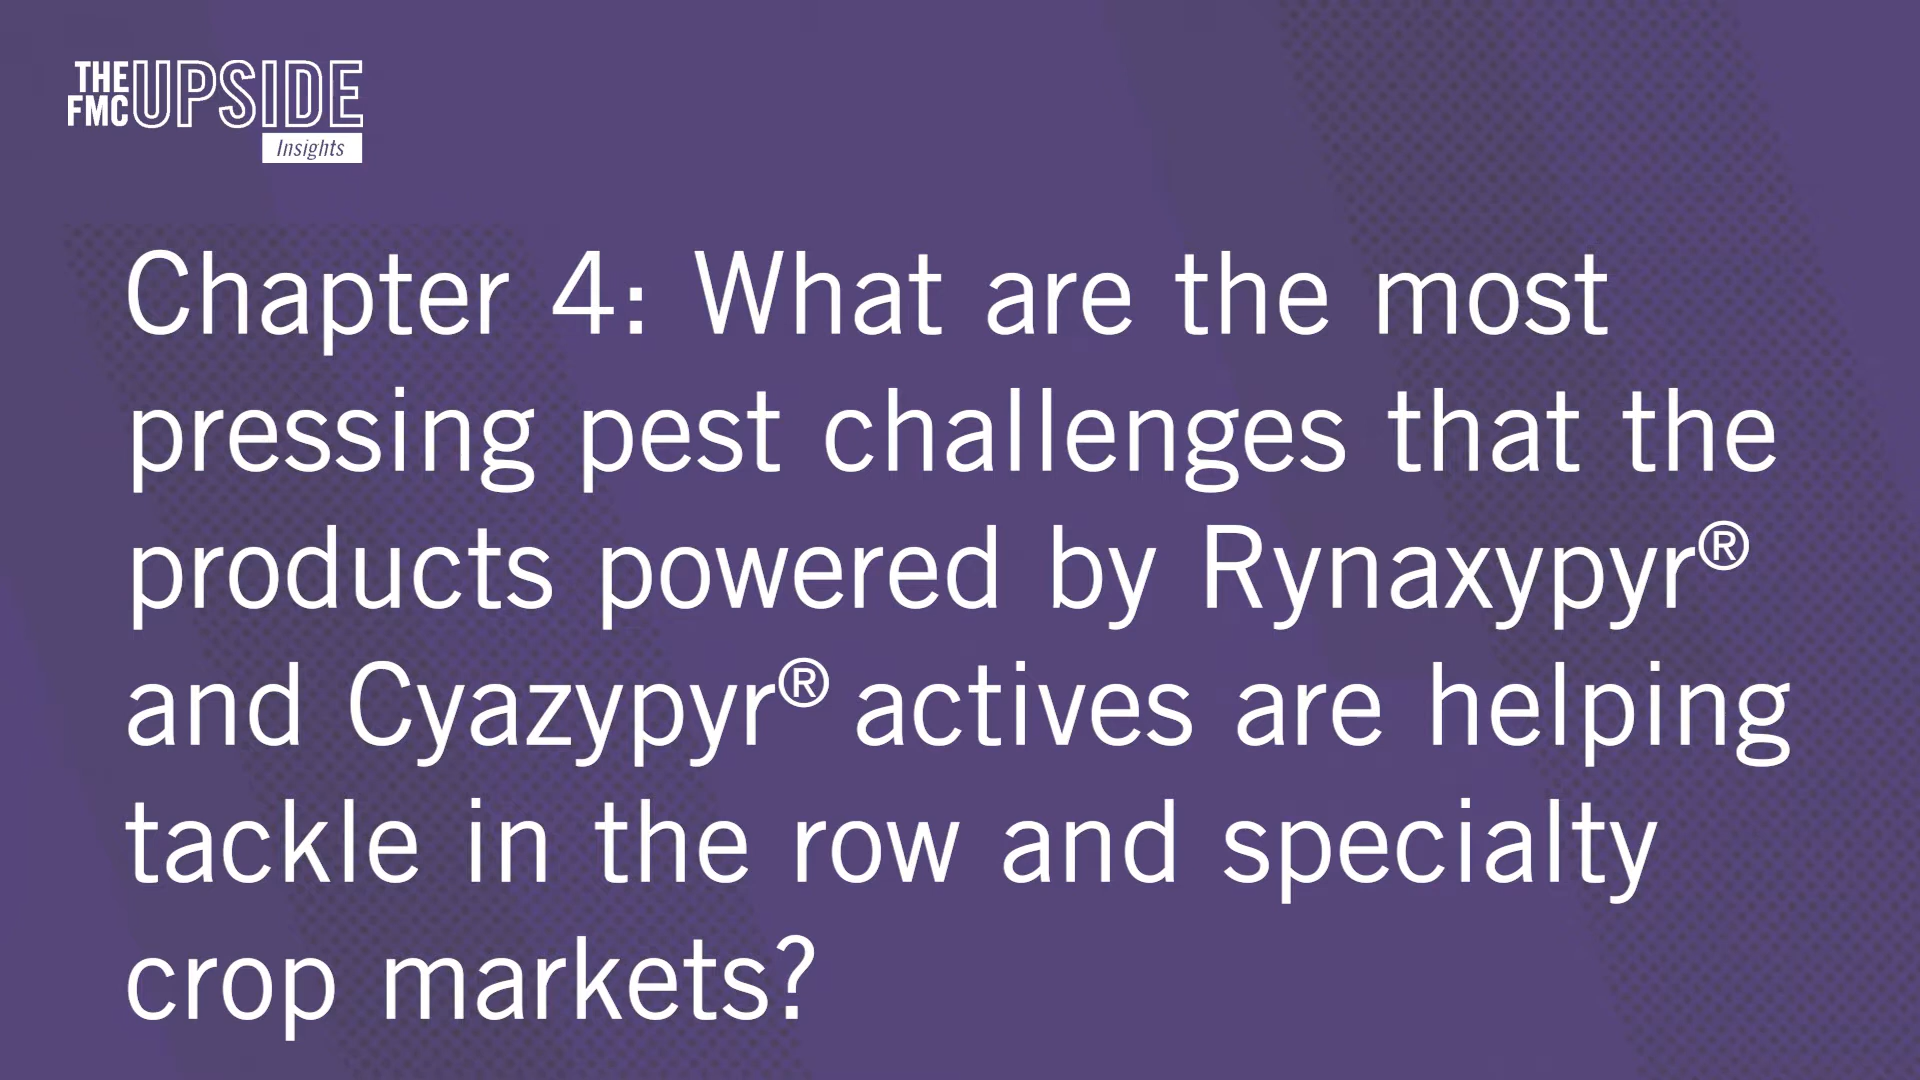 THE
FMC UPSIDE
Insights
Chapter 4: What are the most
pressing pest challenges that the
products powered by Rynaxypyr®
and Cyazypyr® actives are helping
tackle in the row and specialty
crop markets?